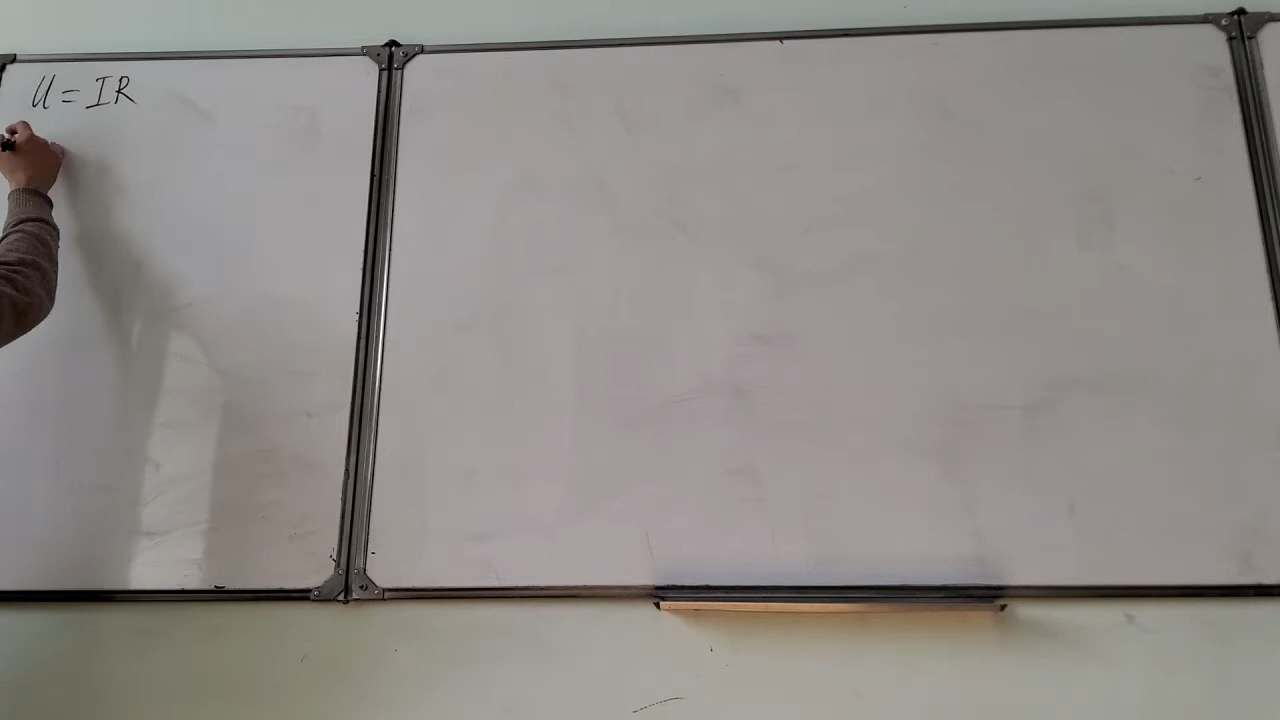 U = IR